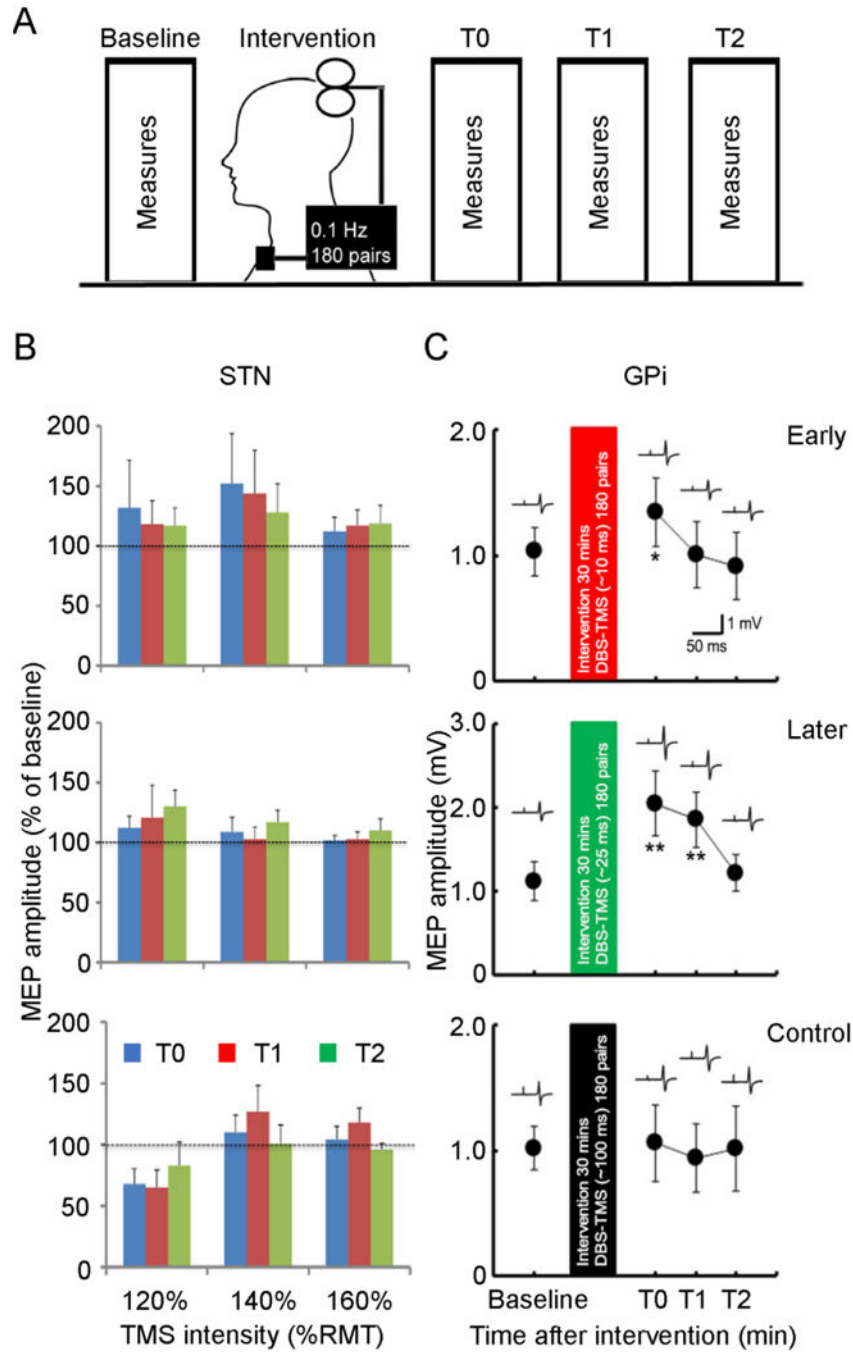 A
Baseline Intervention T0 T1 T2
Measures
0.1 Hz
180 pairs
Measures
Measures
Measures
B
STN
MEP amplitude (% of baseline)
200
150
100
50
0
200
150
100
50
0
200
150
100
50
0
T0 T1 T2
120% 140% 160%
TMS intensity (%RMT)
C
GPi
MEP amplitude (mV)
Early
2.0
1.0
0
Intervention 30 mins
DBS-TMS (~10 ms) 180 pairs
*
1 mV
50 ms
Later
3.0
2.0
1.0
0
Intervention 30 mins
DBS-TMS (~25 ms) 180 pairs
** **
Control
2.0
1.0
0
Intervention 30 mins
DBS-TMS (~100 ms) 180 pairs
Baseline T0 T1 T2
Time after intervention (min)